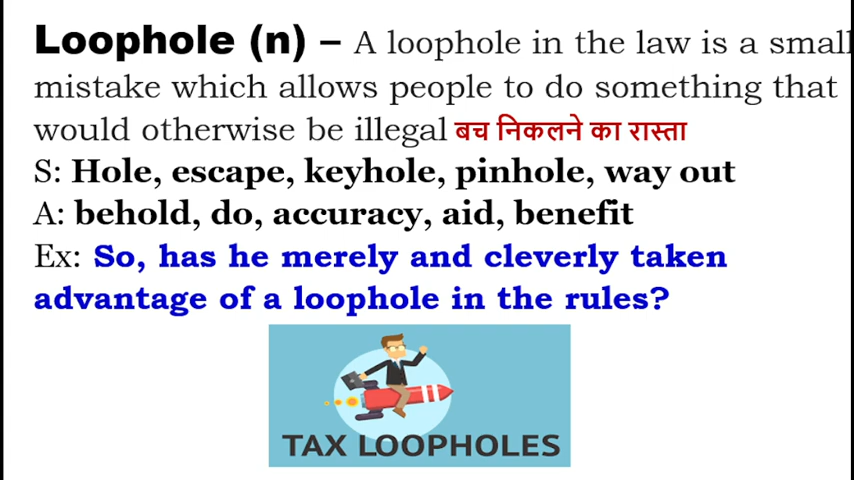 Loophole (n) – A loophole in the law is a small
mistake which allows people to do something that
would otherwise be illegal बच निकलने का रास्ता
S: Hole, escape, keyhole, pinhole, way out
A: behold, do, accuracy, aid, benefit
Ex: So, has he merely and cleverly taken
advantage of a loophole in the rules?
TAX LOOPHOLES